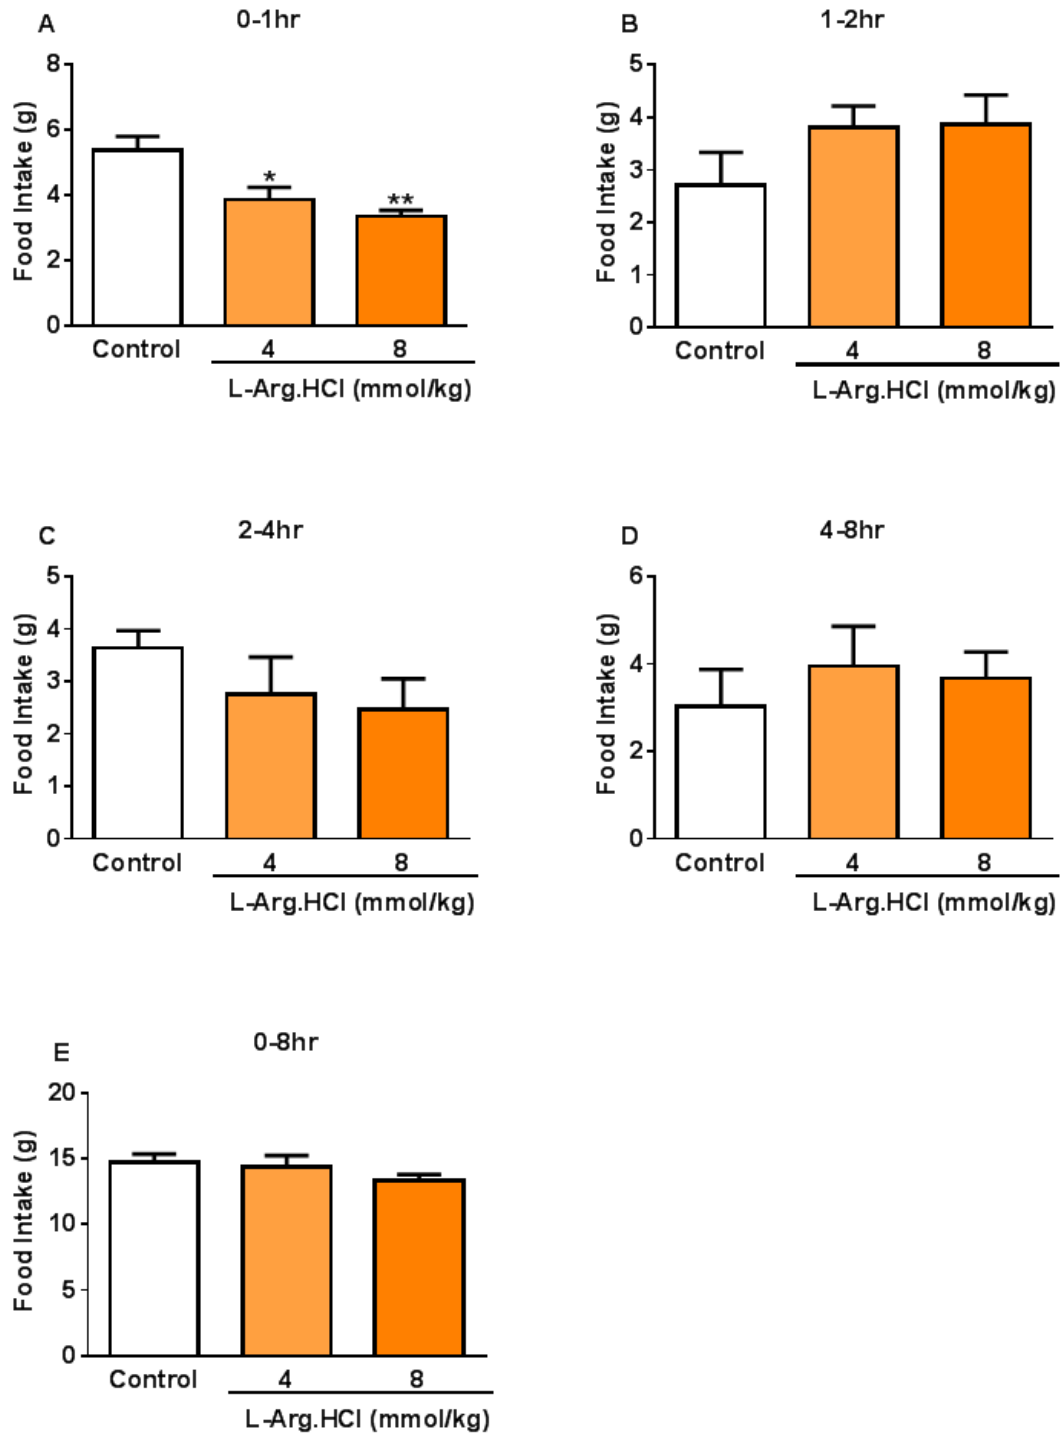 A
0-1hr
Food Intake (g)
8
6
4
2
0
*
**
Control
4
8
L-Arg.HCl (mmol/kg)
B
1-2hr
Food Intake (g)
5
4
3
2
1
0
Control
4
8
L-Arg.HCl (mmol/kg)
C
2-4hr
Food Intake (g)
5
4
3
2
1
0
Control
4
8
L-Arg.HCl (mmol/kg)
D
4-8hr
Food Intake (g)
6
4
2
0
Control
4
8
L-Arg.HCl (mmol/kg)
E
0-8hr
Food Intake (g)
20
15
10
5
0
Control
4
8
L-Arg.HCl (mmol/kg)